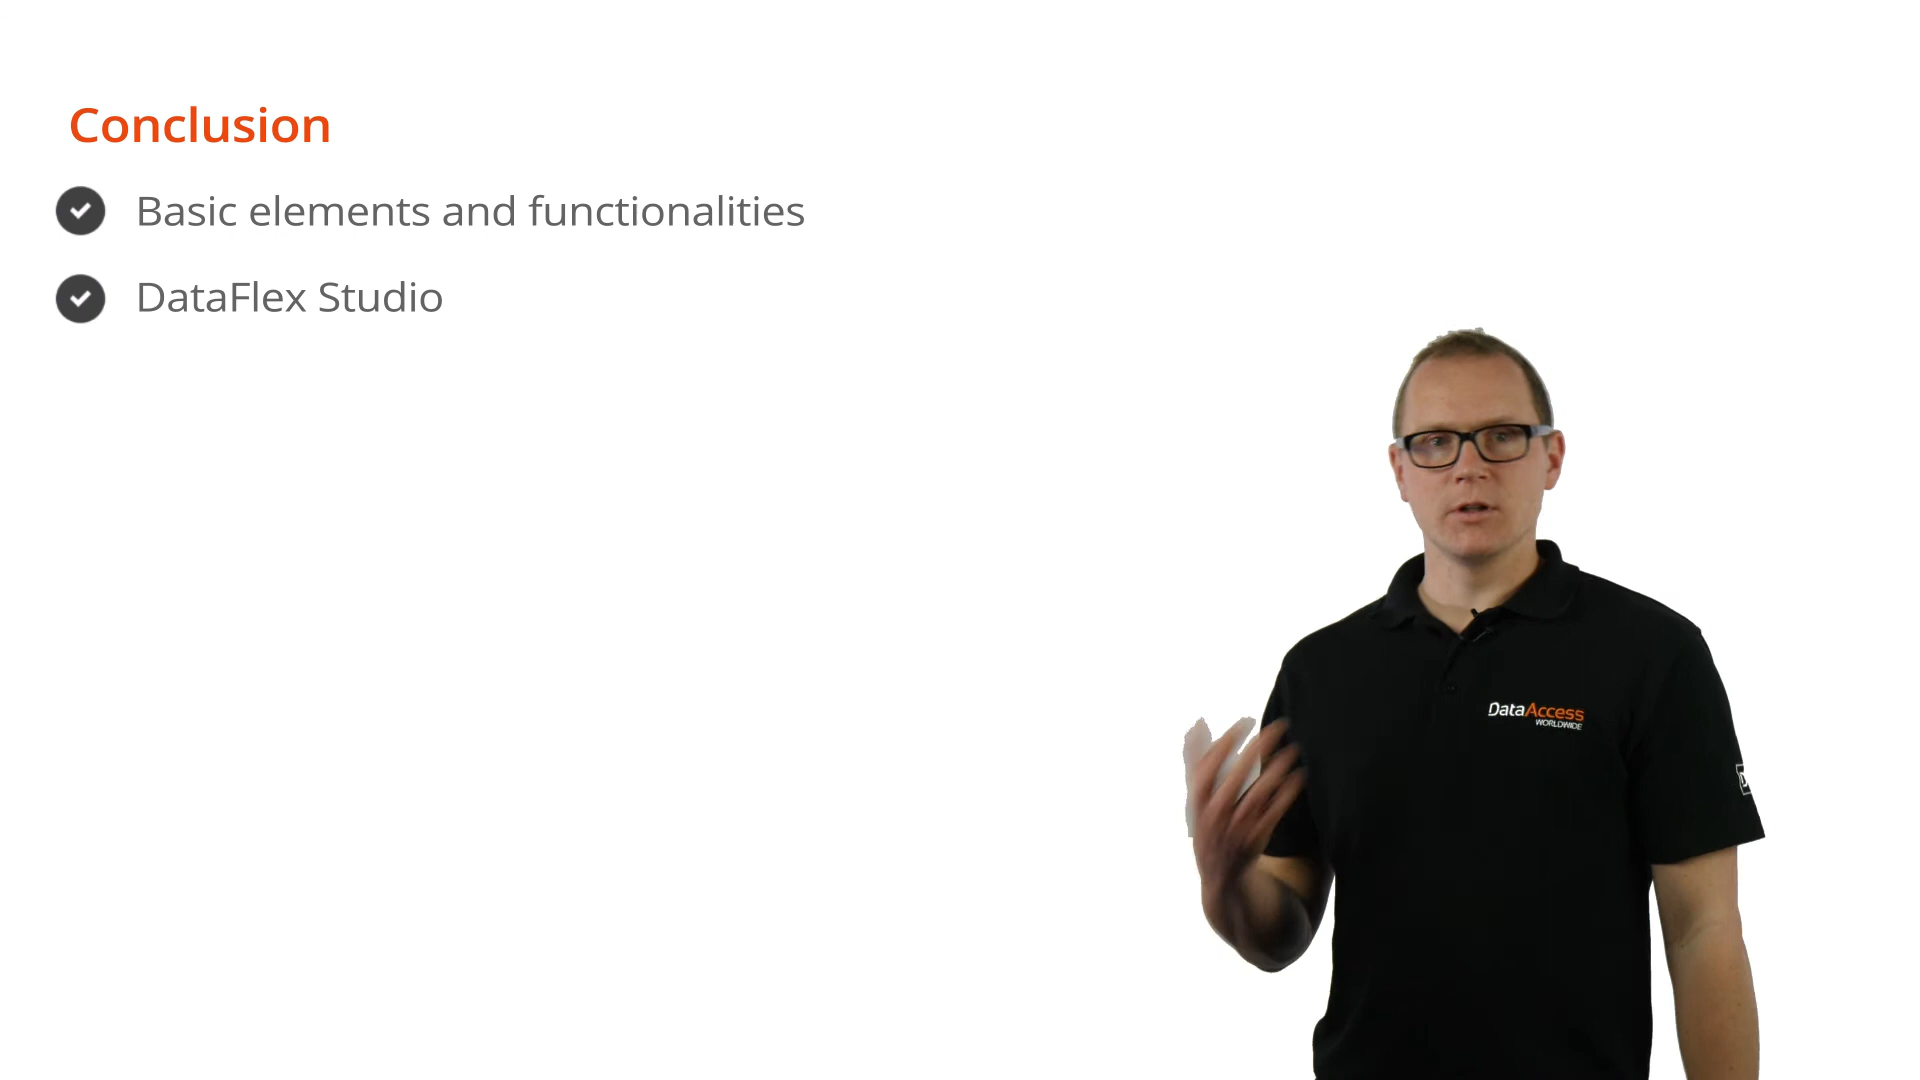 Conclusion
Basic elements and functionalities
DataFlex Studio
DataAccess
WORLDWIDE